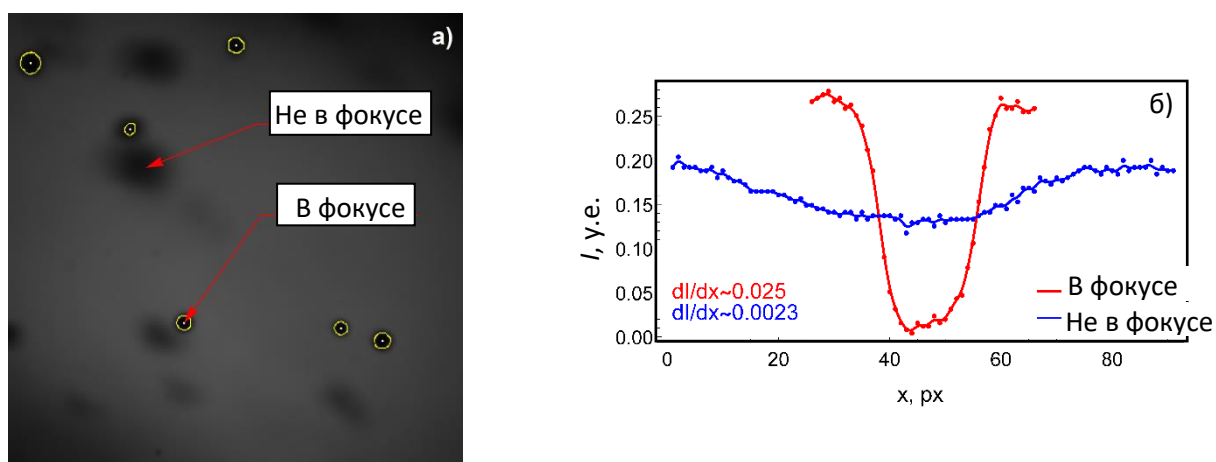 а)
Не в фокусе
В фокусе
б)
0.25
0.20
0.15
0.10
0.05
0.00
I, у.е.
dI/dx~0.025
dI/dx~0.0023
В фокусе
Не в фокусе
0
20
40
60
80
x, px